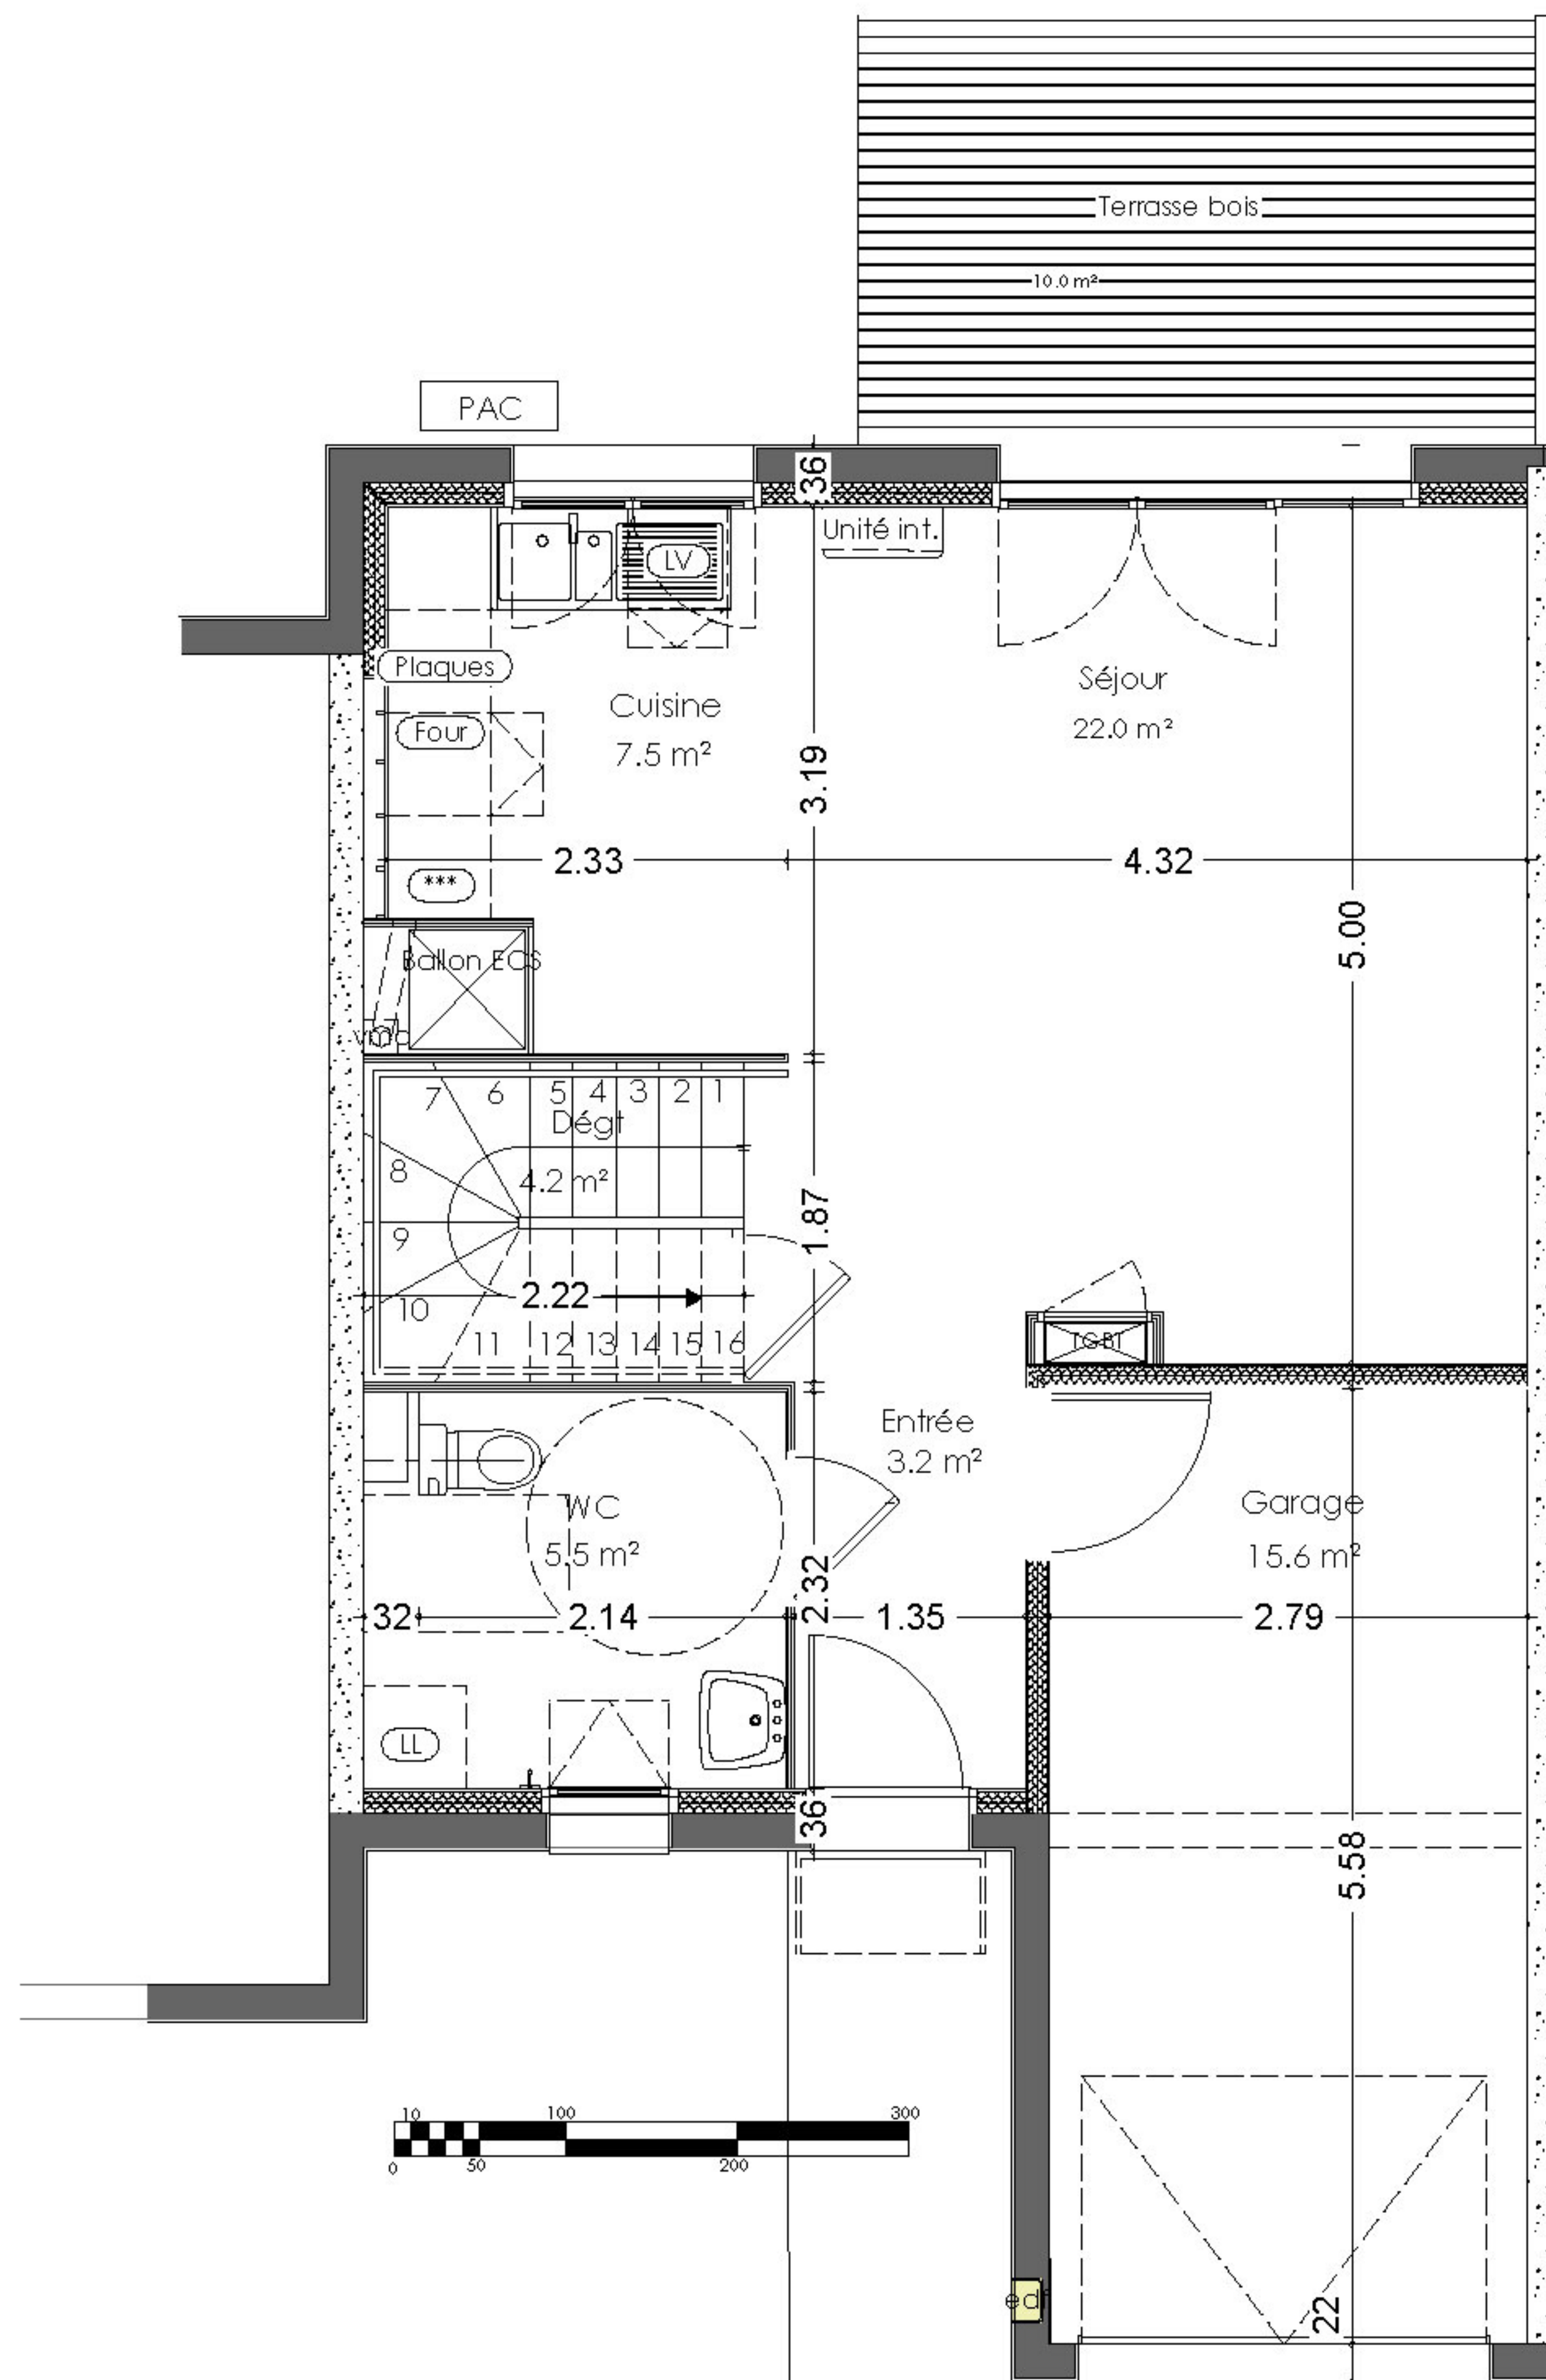 Terrasse bois
10.0 m²
PAC
36
Unité int.
LV
Plaques
Four
Cuisine
7.5 m²
Séjour
22.0 m²
3.19
2.33
4.32
***
5.00
Ballon ECS
vmc
7 6 5 4 3 2 1
Dégt
8
4.2 m²
9
1.87
2.22
10
11 12 13 14 15 16
TGBT
Entrée
3.2 m²
WC
5.5 m²
Garage
15.6 m²
32
2.14
2.32
1.35
2.79
LL
36
5.58
10 100 300
0 50 200
22